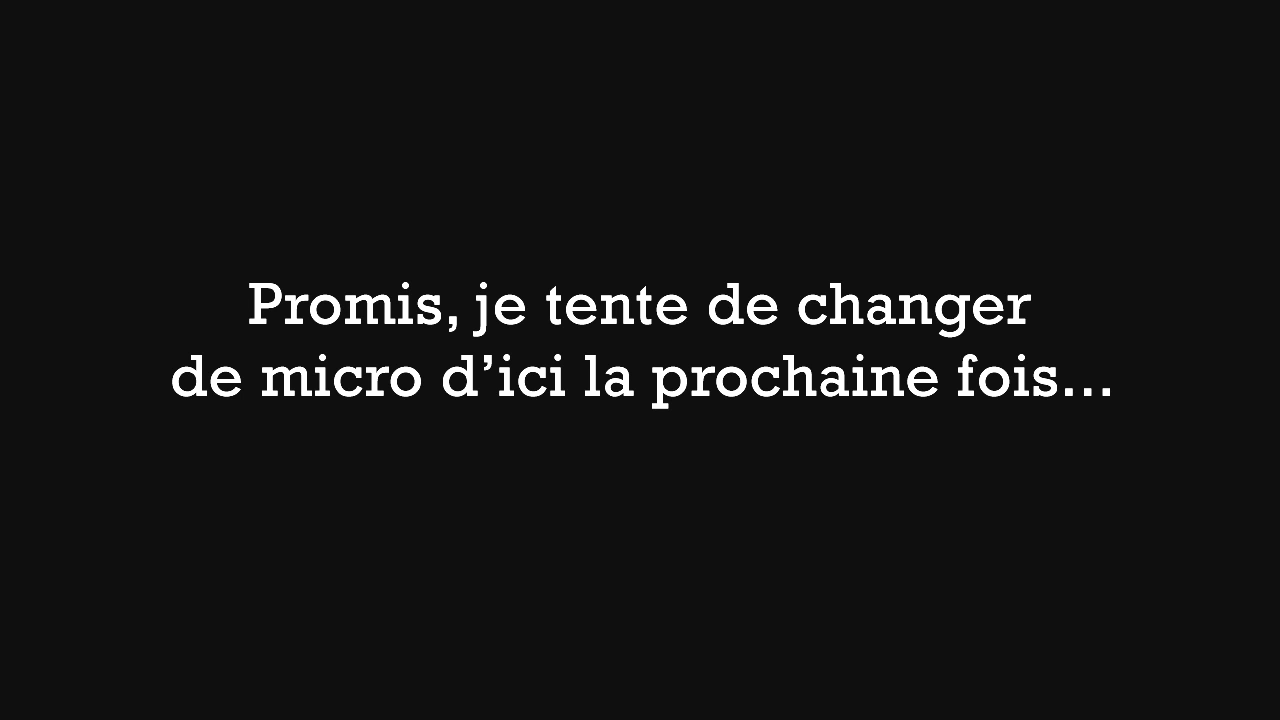 Promis, je tente de changer
de micro d’ici la prochaine fois…